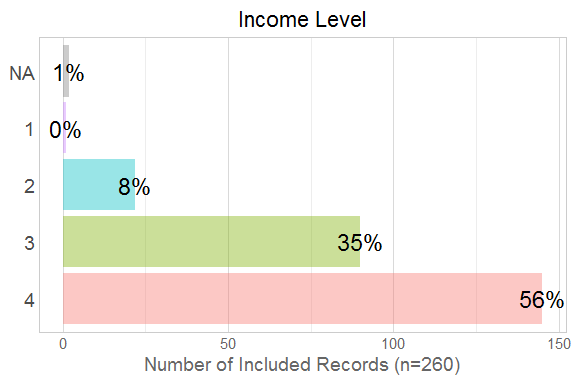 Income Level
NA 1%
1 0%
2 8%
3 35%
4 56%
0 50 100 150
Number of Included Records (n=260)